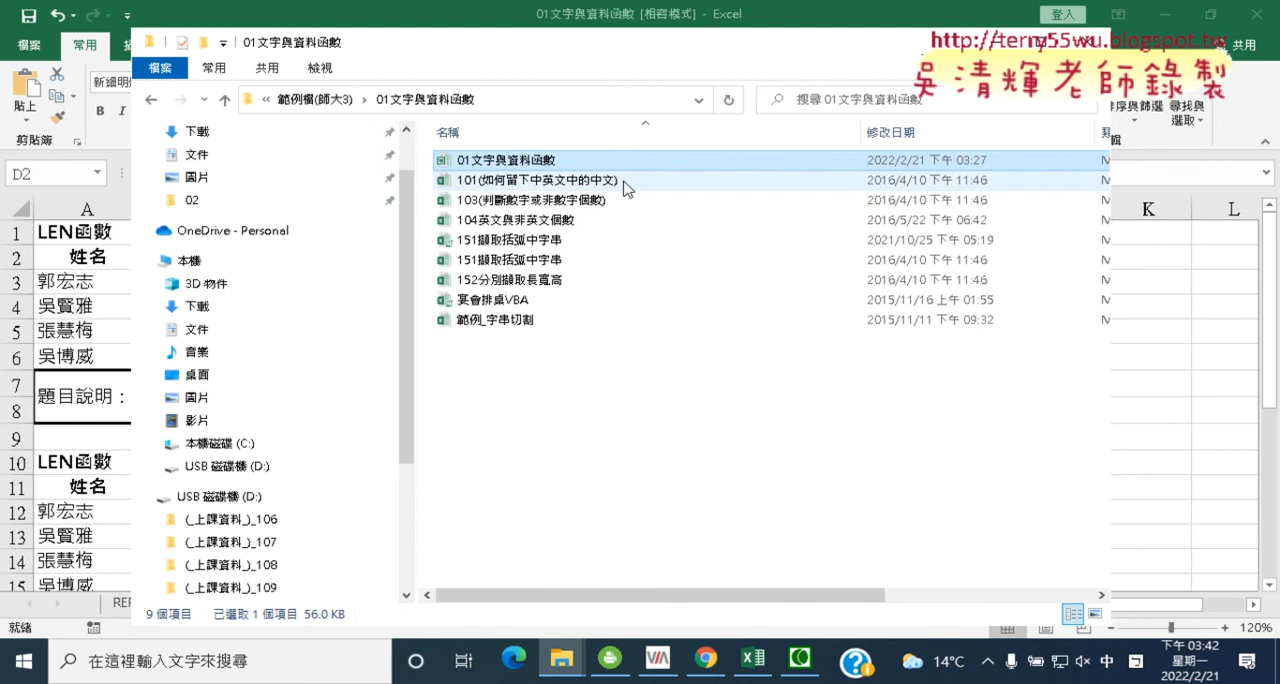 01文字與資料函數 [相容模式] - Excel
登入
檔案
常用
共用
http://terry55wu.blogspot.tw
吳清輝老師錄製
01文字與資料函數
檔案
常用
共用
檢視
新細明
貼上
B I
剪貼簿
排序與篩選
尋找與
選取
« 範例檔(師大3) › 01文字與資料函數
搜尋 01文字與資料函數
D2
名稱
修改日期
下載
文件
圖片
02
OneDrive - Personal
本機
3D 物件
下載
文件
音樂
桌面
圖片
影片
本機磁碟 (C:)
USB 磁碟機 (D:)
USB 磁碟機 (D:)
(_上課資料_)_106
(_上課資料_)_107
(_上課資料_)_108
(_上課資料_)_109
01文字與資料函數 2022/2/21 下午 03:27
101(如何留下中英文中的中文) 2016/4/10 下午 11:46
103(判斷數字或非數字個數) 2016/4/10 下午 11:46
104英文與非英文個數 2016/5/22 下午 06:42
151擷取括弧中字串 2021/10/25 下午 05:19
151擷取括弧中字串 2016/4/10 下午 11:46
152分別擷取長寬高 2016/4/10 下午 11:46
宴會排桌VBA 2015/11/16 上午 01:55
範例_字串切割 2015/11/11 下午 09:32
A
K
L
1 LEN函數
2 姓名
3 郭宏志
4 吳賢雅
5 張慧梅
6 吳博威
7
題目說明：
8
9
10 LEN函數
11 姓名
12 郭宏志
13 吳賢雅
14 張慧梅
15 吳博威
9 個項目 已選取 1 個項目 56.0 KB
REP
就緒
120%
在這裡輸入文字來搜尋
14°C
中
下午 03:42
星期一
2022/2/21